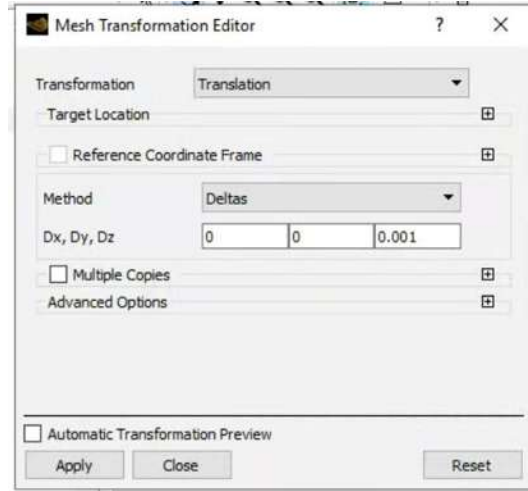 Mesh Transformation Editor ? X
Transformation Translation
Target Location
Reference Coordinate Frame
Method Deltas
Dx, Dy, Dz 0 0 0.001
Multiple Copies
Advanced Options
Automatic Transformation Preview
Apply Close Reset